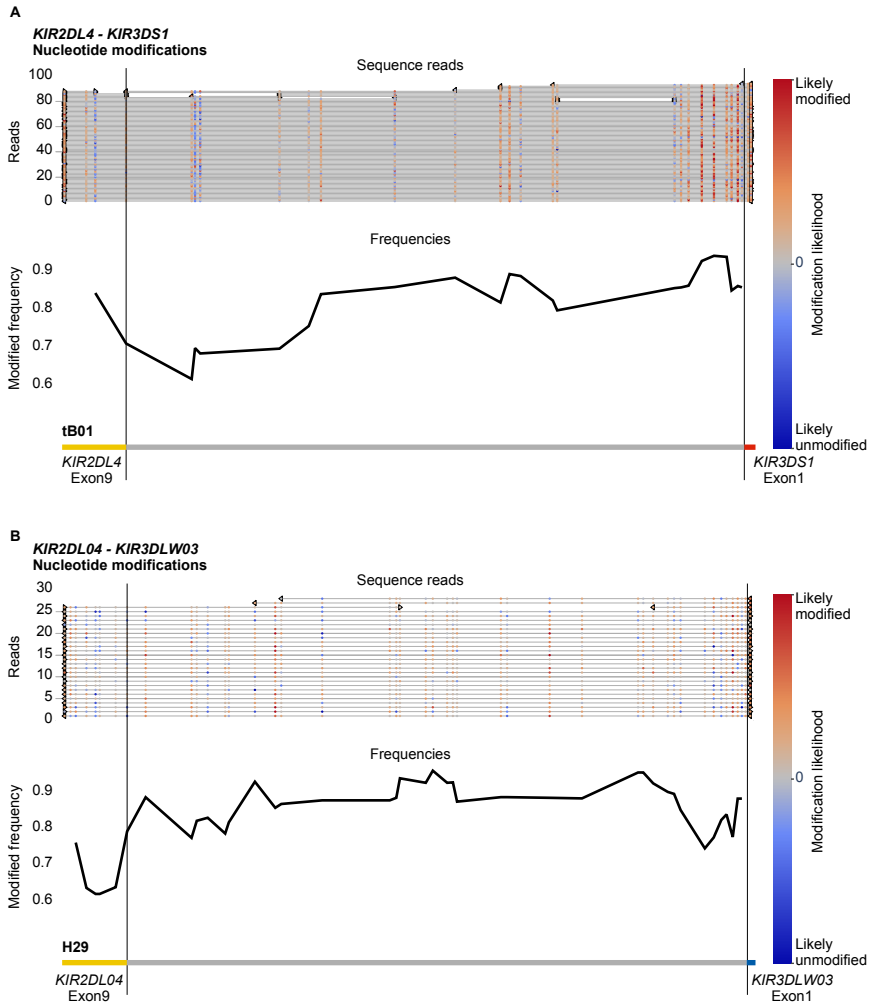 A
KIR2DL4 - KIR3DS1
Nucleotide modifications
Sequence reads
100
80
60
40
20
0
Reads
Frequencies
0.9
0.8
0.7
0.6
Modified frequency
tB01
KIR2DL4
Exon9
KIR3DS1
Exon1
Likely
modified
0
Likely
unmodified
Modification likelihood
B
KIR2DL04 - KIR3DLW03
Nucleotide modifications
Sequence reads
30
25
20
15
10
5
0
Reads
Frequencies
0.9
0.8
0.7
0.6
Modified frequency
H29
KIR2DL04
Exon9
KIR3DLW03
Exon1
Likely
modified
0
Likely
unmodified
Modification likelihood